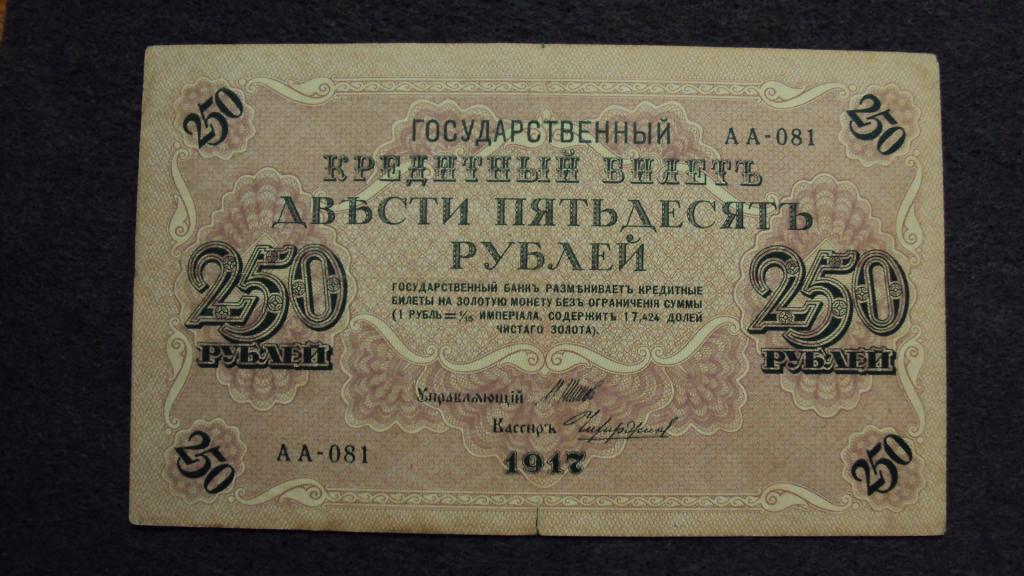 250 250
ГОСУДАРСТВЕННЫЙ
АА-081
КРЕДИТНЫЙ БИЛЕТЪ
ДВѢСТИ ПЯТЬДЕСЯТЪ
РУБЛЕЙ
250 250
РУБЛЕЙ РУБЛЕЙ
ГОСУДАРСТВЕННЫЙ БАНКЪ РАЗМѢНИВАЕТЪ КРЕДИТНЫЕ
БИЛЕТЫ НА ЗОЛОТУЮ МОНЕТУ БЕЗЪ ОГРАНИЧЕНІЯ СУММЫ
(1 РУБЛЬ = 1/15 ИМПЕРІАЛА, СОДЕРЖИТЪ 17,424 ДОЛЕЙ
ЧИСТАГО ЗОЛОТА).
Управляющій
Кассиръ
АА-081
1917
250 250